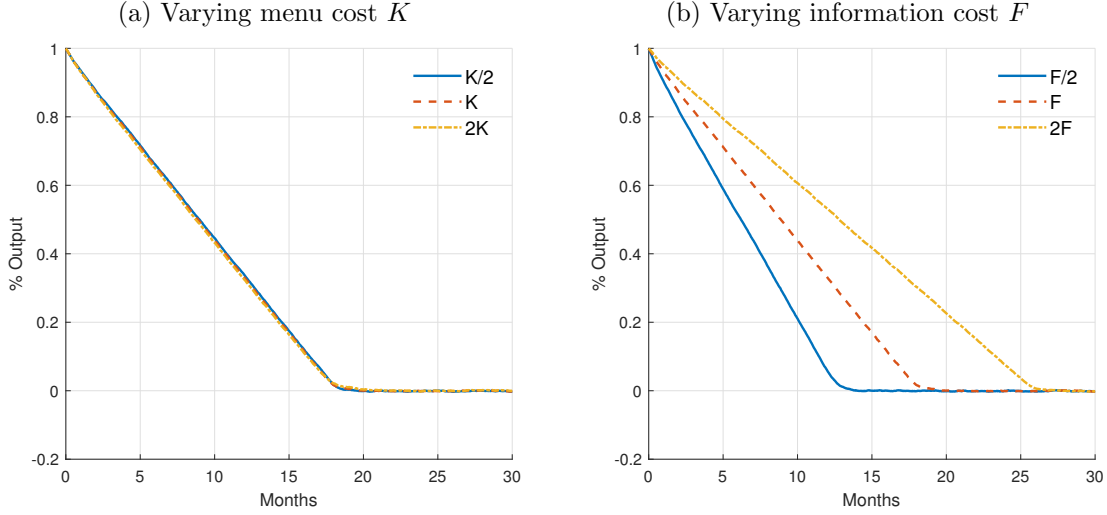 (a) Varying menu cost K
1
0.8
0.6
0.4
0.2
0
-0.2
% Output
K/2
K
2K
0 5 10 15 20 25 30
Months
(b) Varying information cost F
1
0.8
0.6
0.4
0.2
0
-0.2
% Output
F/2
F
2F
0 5 10 15 20 25 30
Months